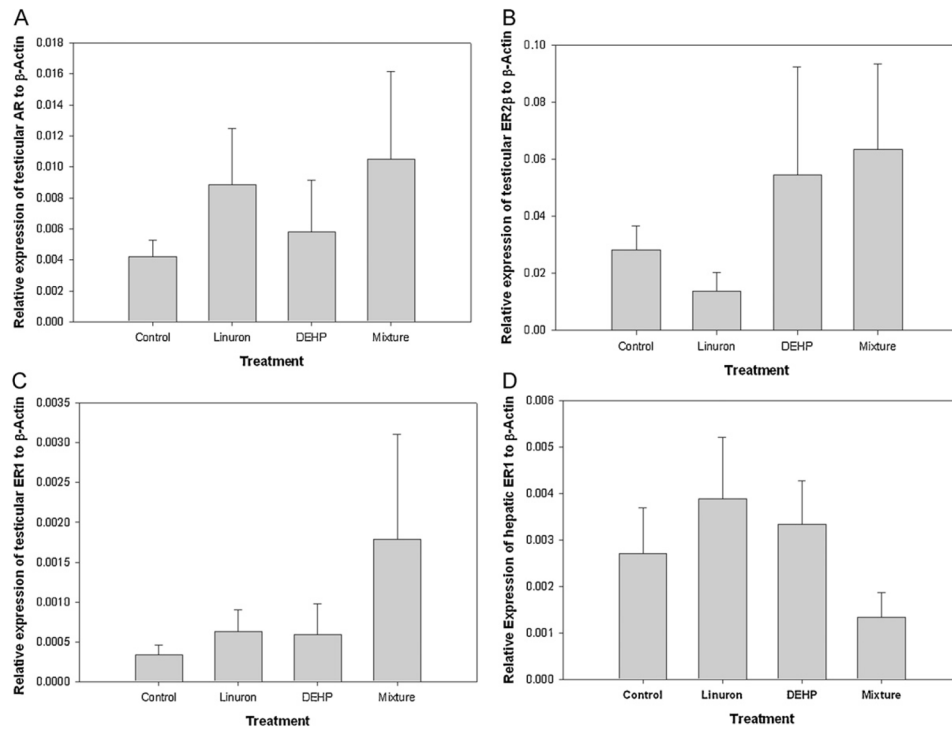 A
Relative expression of testicular AR to β-Actin
0.018
0.016
0.014
0.012
0.010
0.008
0.006
0.004
0.002
0.000
Control Linuron DEHP Mixture
Treatment
B
Relative expression of testicular ER2β to β-Actin
0.10
0.08
0.06
0.04
0.02
0.00
Control Linuron DEHP Mixture
Treatment
C
Relative expression of testicular ER1 to β-Actin
0.0035
0.0030
0.0025
0.0020
0.0015
0.0010
0.0005
0.0000
Control Linuron DEHP Mixture
Treatment
D
Relative Expression of hepatic ER1 to β-Actin
0.006
0.005
0.004
0.003
0.002
0.001
0.000
Control Linuron DEHP Mixture
Treatment